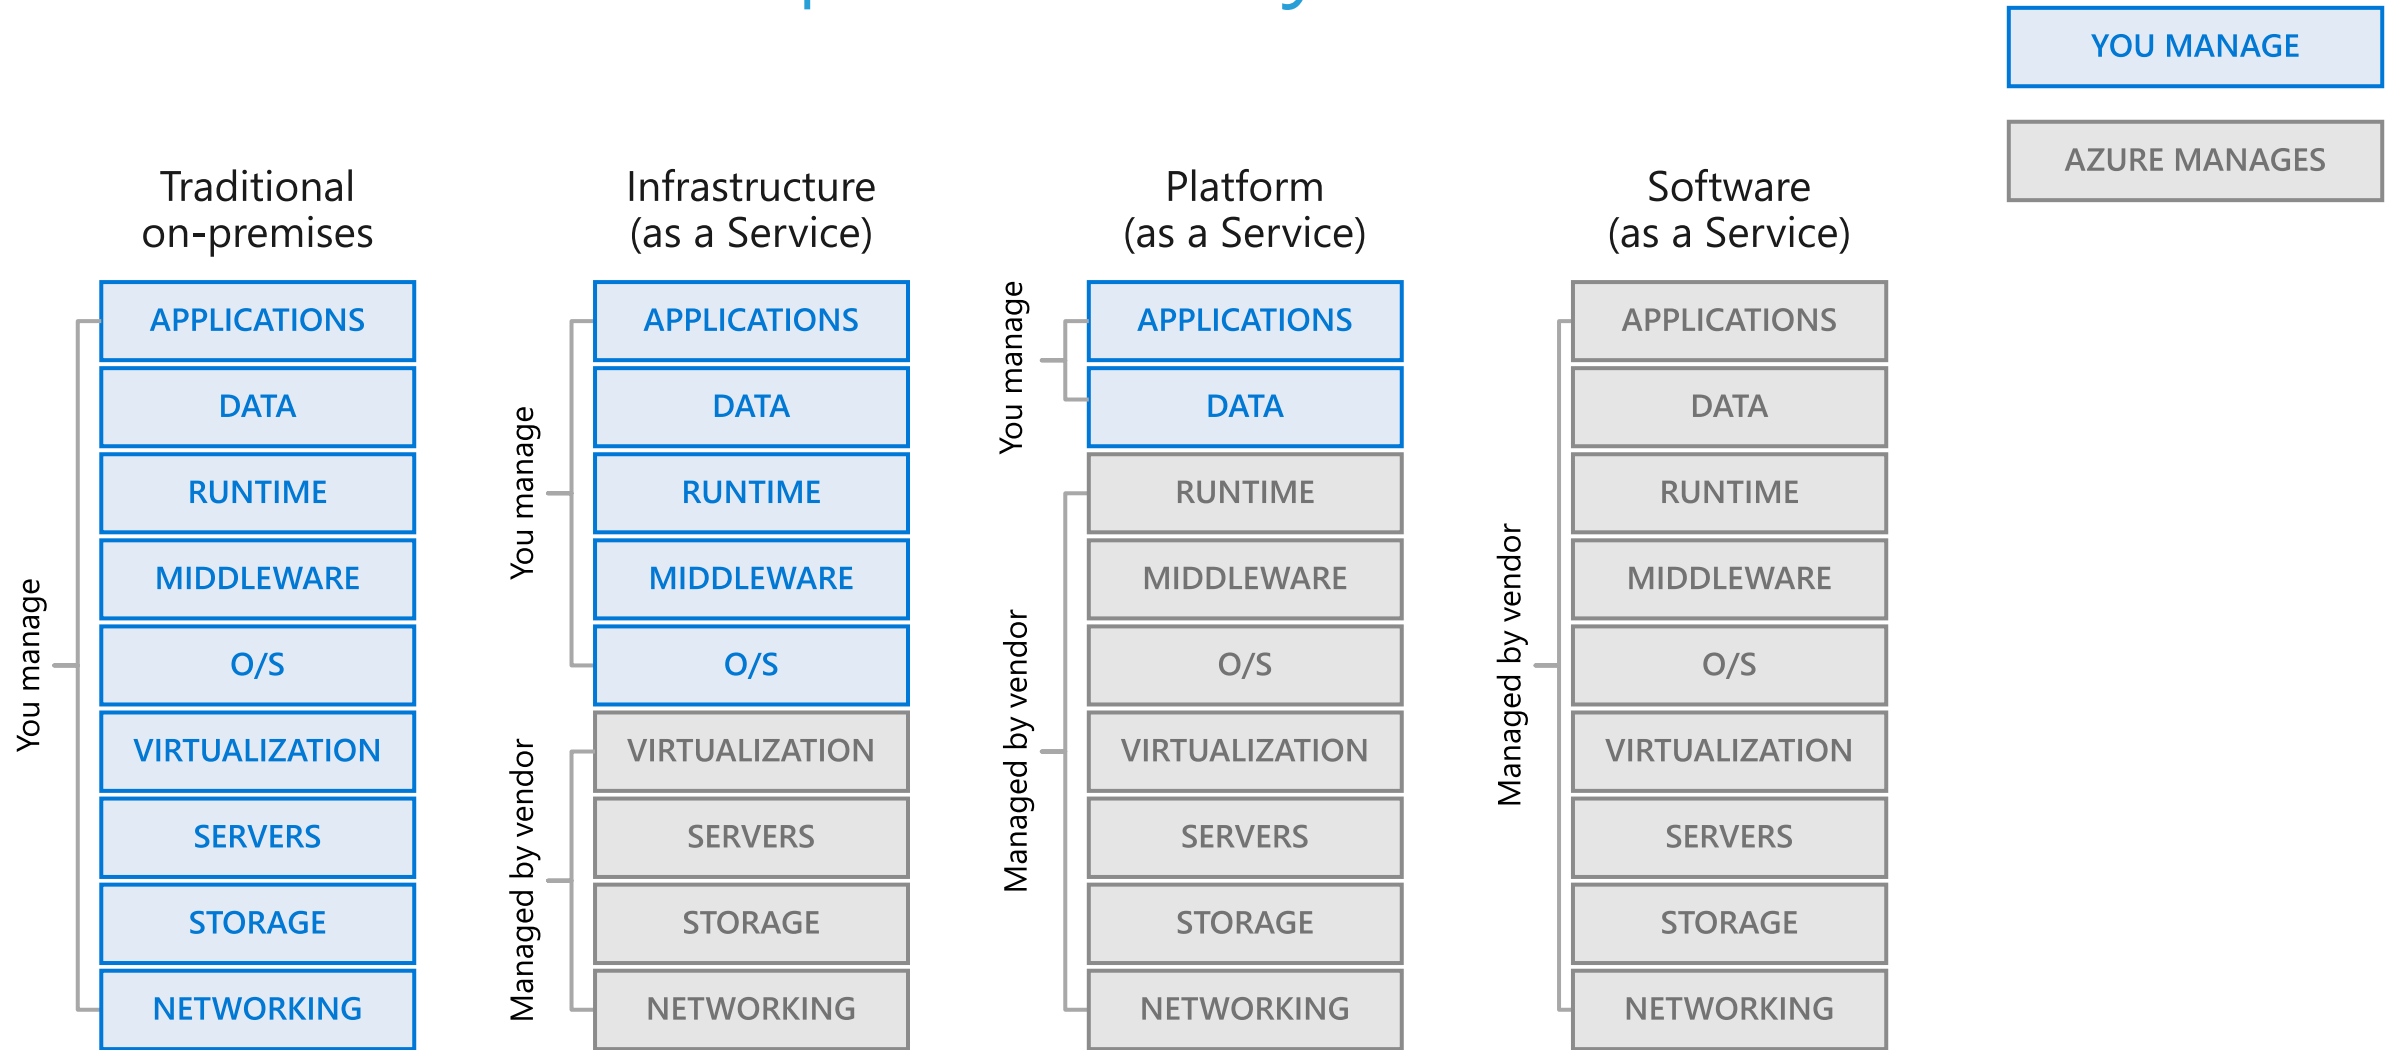 YOU MANAGE
AZURE MANAGES
Traditional
on-premises
You manage
APPLICATIONS
DATA
RUNTIME
MIDDLEWARE
O/S
VIRTUALIZATION
SERVERS
STORAGE
NETWORKING
Infrastructure
(as a Service)
You manage
Managed by vendor
APPLICATIONS
DATA
RUNTIME
MIDDLEWARE
O/S
VIRTUALIZATION
SERVERS
STORAGE
NETWORKING
Platform
(as a Service)
You manage
Managed by vendor
APPLICATIONS
DATA
RUNTIME
MIDDLEWARE
O/S
VIRTUALIZATION
SERVERS
STORAGE
NETWORKING
Software
(as a Service)
Managed by vendor
APPLICATIONS
DATA
RUNTIME
MIDDLEWARE
O/S
VIRTUALIZATION
SERVERS
STORAGE
NETWORKING